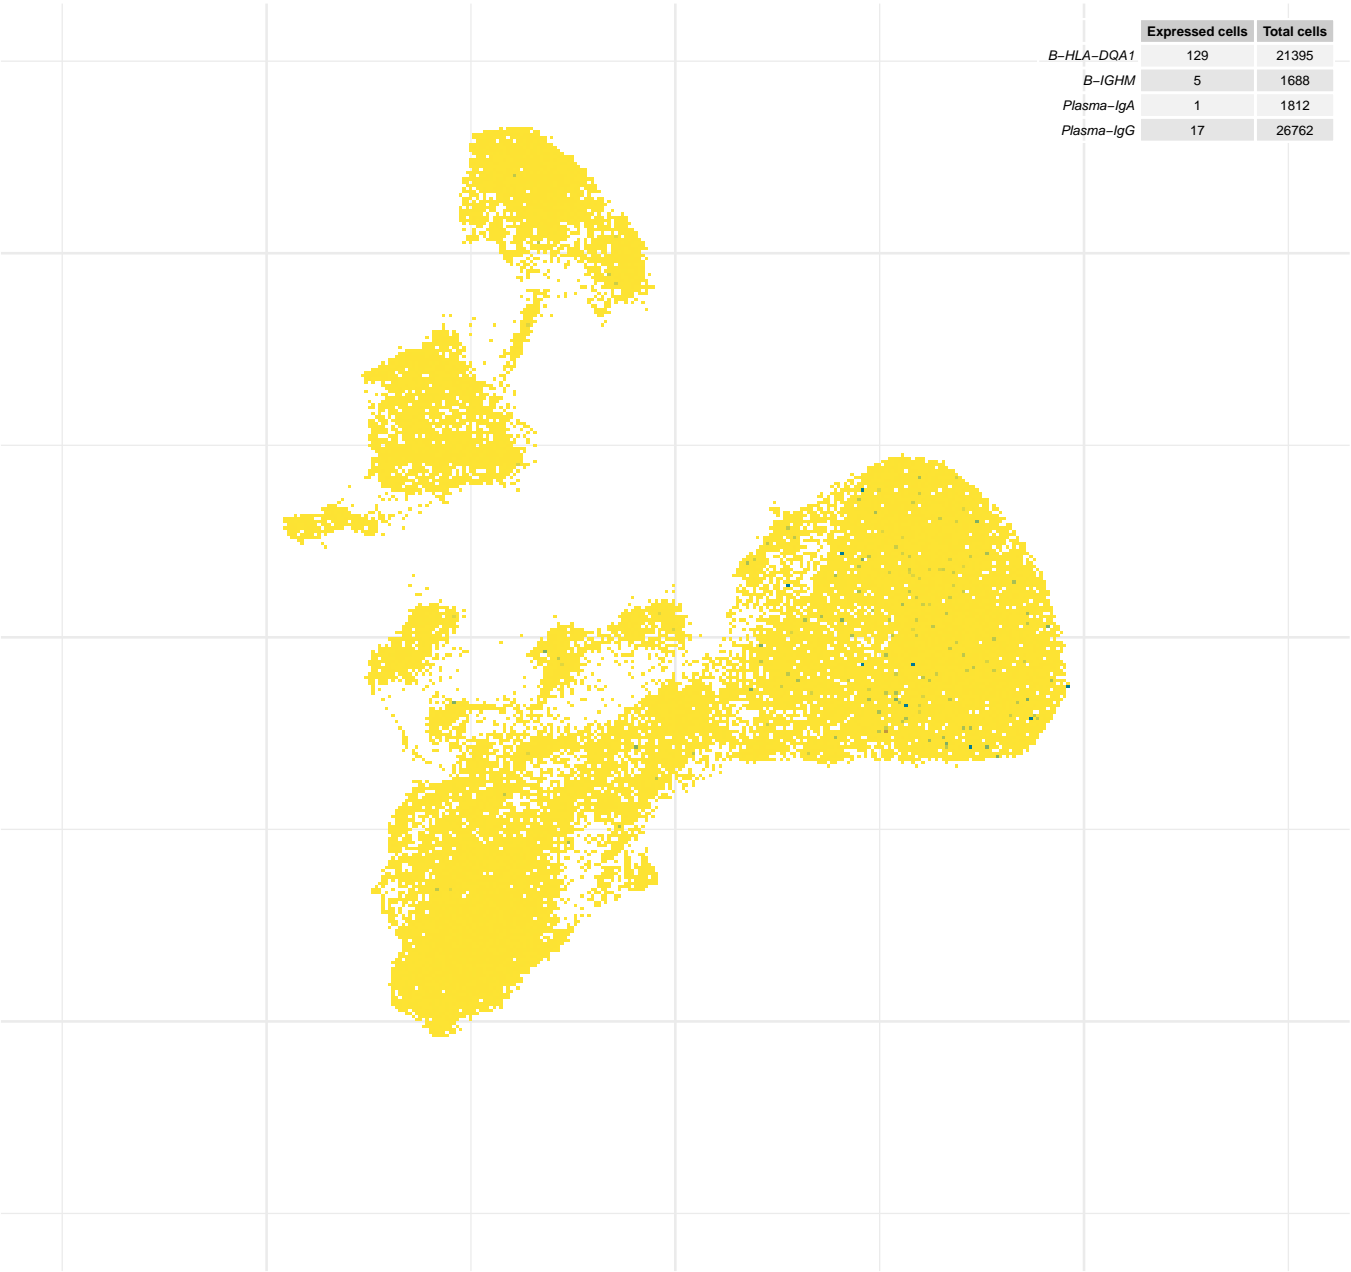 Expressed cells Total cells
B−HLA−DQA1 129 21395
B−IGHM 5 1688
Plasma−IgA 1 1812
Plasma−IgG 17 26762